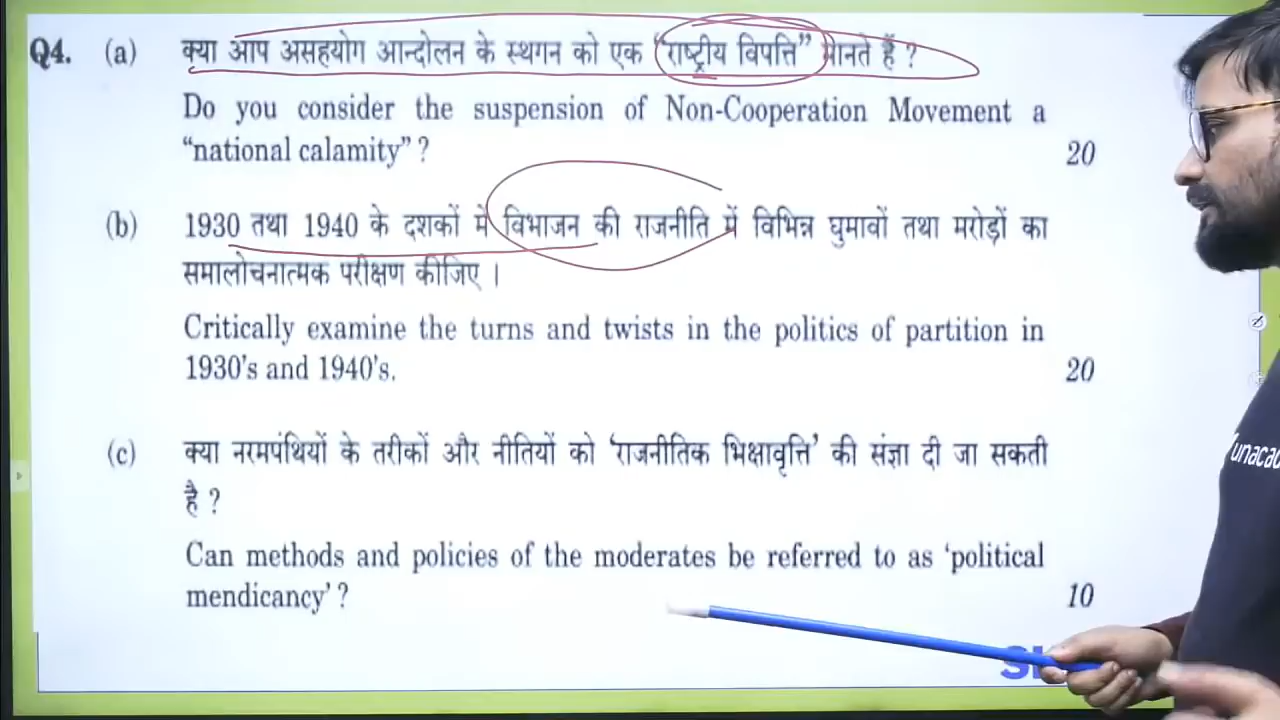 Q4. (a) क्या आप असहयोग आन्दोलन के स्थगन को एक "राष्ट्रीय विपत्ति" मानते हैं ?
Do you consider the suspension of Non-Cooperation Movement a
"national calamity" ? 20
(b) 1930 तथा 1940 के दशकों में विभाजन की राजनीति में विभिन्न घुमावों तथा मरोड़ों का
समालोचनात्मक परीक्षण कीजिए ।
Critically examine the turns and twists in the politics of partition in
1930's and 1940's. 20
(c) क्या नरमपंथियों के तरीकों और नीतियों को 'राजनीतिक भिक्षावृत्ति' की संज्ञा दी जा सकती
है ?
Can methods and policies of the moderates be referred to as 'political
mendicancy' ? 10